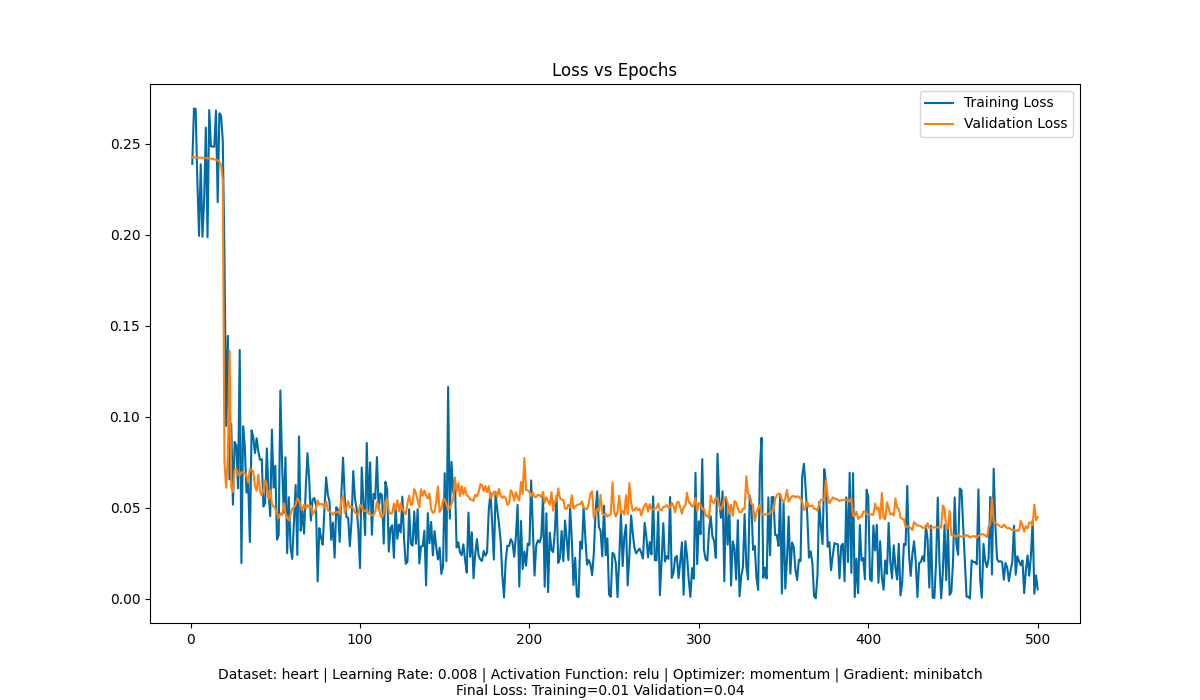 Loss vs Epochs
Training Loss
Validation Loss
0.25
0.20
0.15
0.10
0.05
0.00
0 100 200 300 400 500
Dataset: heart | Learning Rate: 0.008 | Activation Function: relu | Optimizer: momentum | Gradient: minibatch
Final Loss: Training=0.01 Validation=0.04